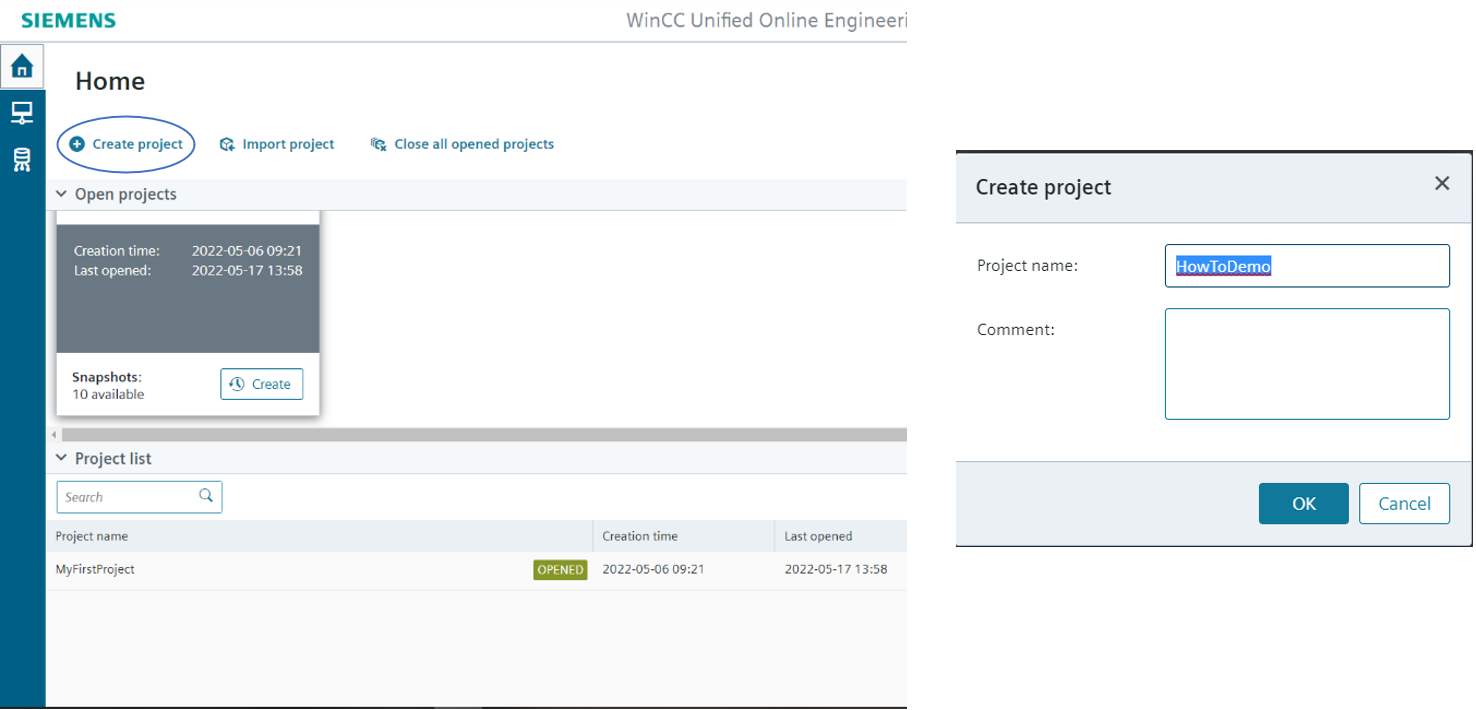 SIEMENS
WinCC Unified Online Engineeri
Home
Create project
Import project
Close all opened projects
Open projects
Creation time: 2022-05-06 09:21
Last opened: 2022-05-17 13:58
Snapshots:
10 available
Create
Project list
Search
Project name Creation time Last opened
MyFirstProject OPENED 2022-05-06 09:21 2022-05-17 13:58
Create project
Project name: HowToDemo
Comment:
OK Cancel